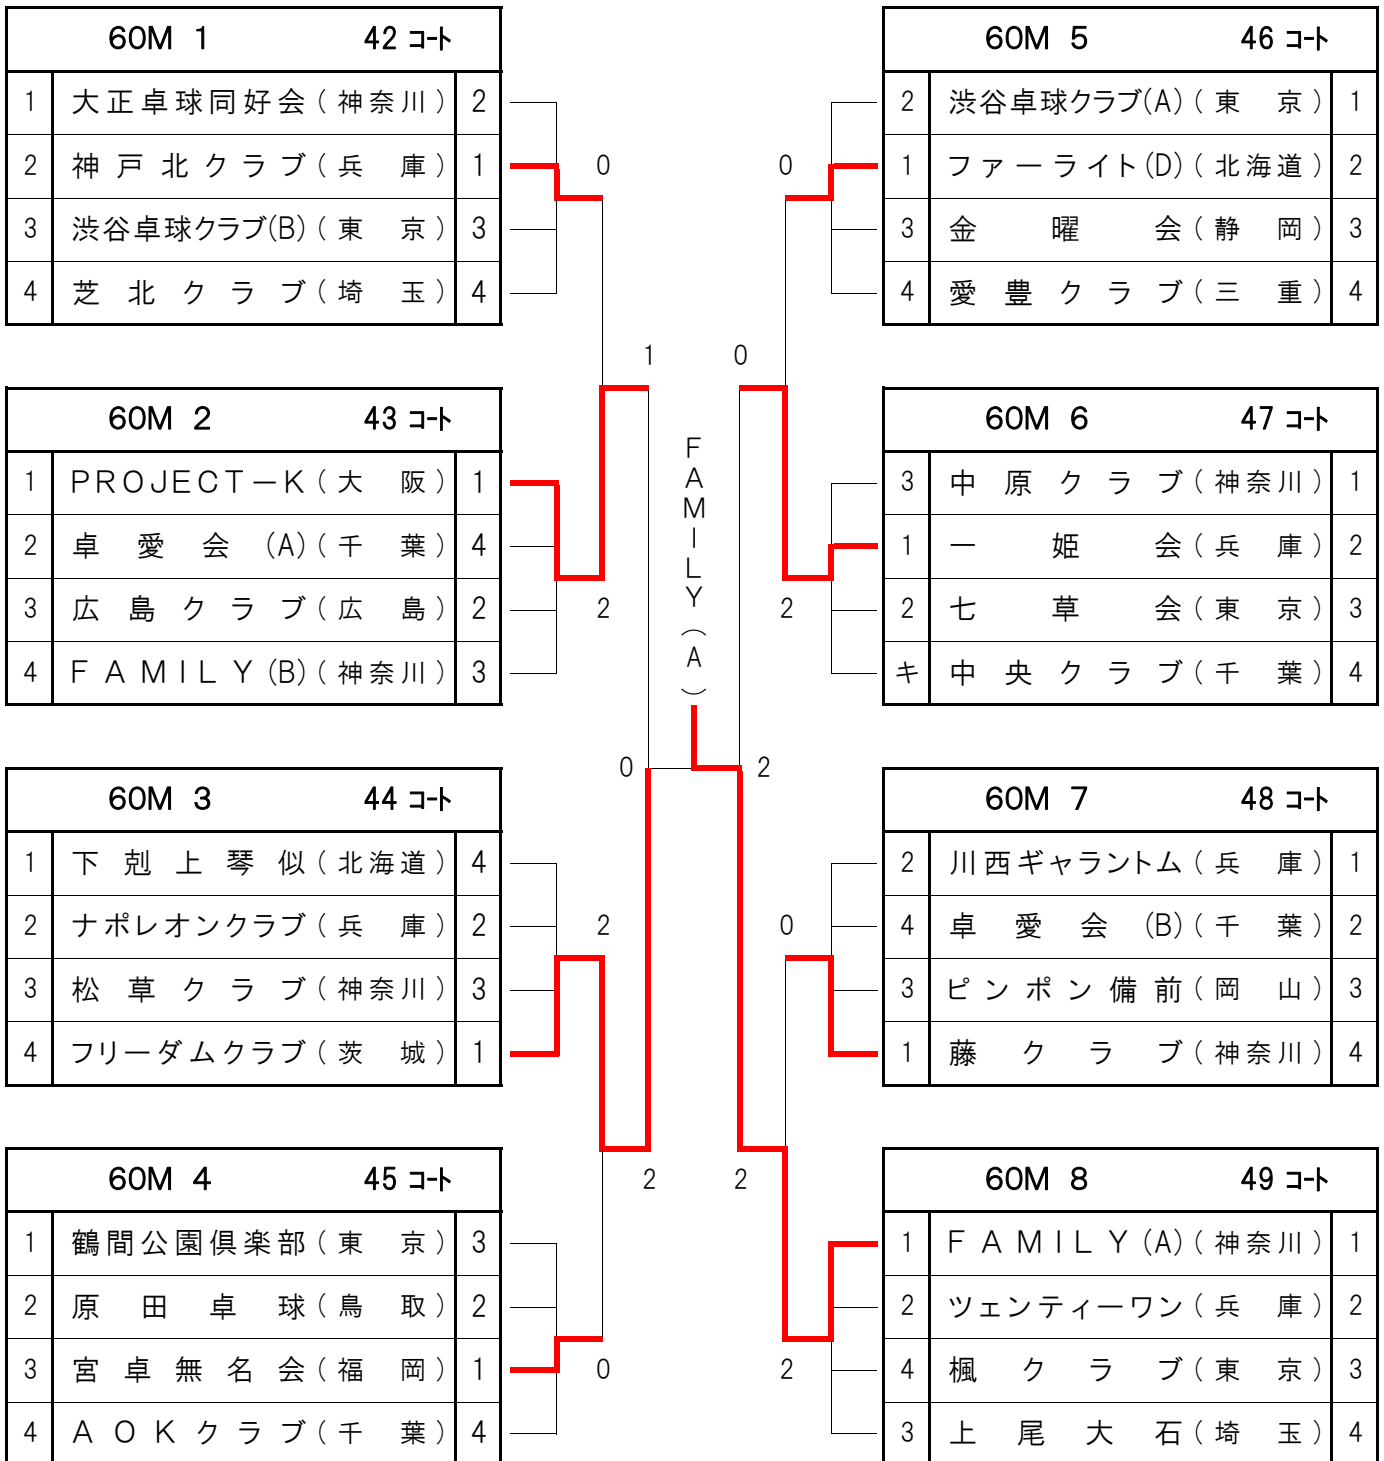 60M 1 42 コート
1 大正卓球同好会(神奈川) 2
2 神戸北クラブ(兵庫) 1
3 渋谷卓球クラブ(B)(東京) 3
4 芝北クラブ(埼玉) 4
60M 2 43 コート
1 PROJECT－K(大阪) 1
2 卓愛会(A)(千葉) 4
3 広島クラブ(広島) 2
4 FAMILY(B)(神奈川) 3
60M 3 44 コート
1 下剋上琴似(北海道) 4
2 ナポレオンクラブ(兵庫) 2
3 松草クラブ(神奈川) 3
4 フリーダムクラブ(茨城) 1
60M 4 45 コート
1 鶴間公園倶楽部(東京) 3
2 原田卓球(鳥取) 2
3 宮卓無名会(福岡) 1
4 AOKクラブ(千葉) 4
0
2
2
0
1
2
0
FAMILY(A)
2
0
2
0
2
0
2
60M 5 46 コート
2 渋谷卓球クラブ(A)(東京) 1
1 ファーライト(D)(北海道) 2
3 金曜会(静岡) 3
4 愛豊クラブ(三重) 4
60M 6 47 コート
3 中原クラブ(神奈川) 1
1 一姫会(兵庫) 2
2 七草会(東京) 3
キ 中央クラブ(千葉) 4
60M 7 48 コート
2 川西ギャラントム(兵庫) 1
4 卓愛会(B)(千葉) 2
3 ピンポン備前(岡山) 3
1 藤クラブ(神奈川) 4
60M 8 49 コート
1 FAMILY(A)(神奈川) 1
2 ツェンティーワン(兵庫) 2
4 楓クラブ(東京) 3
3 上尾大石(埼玉) 4